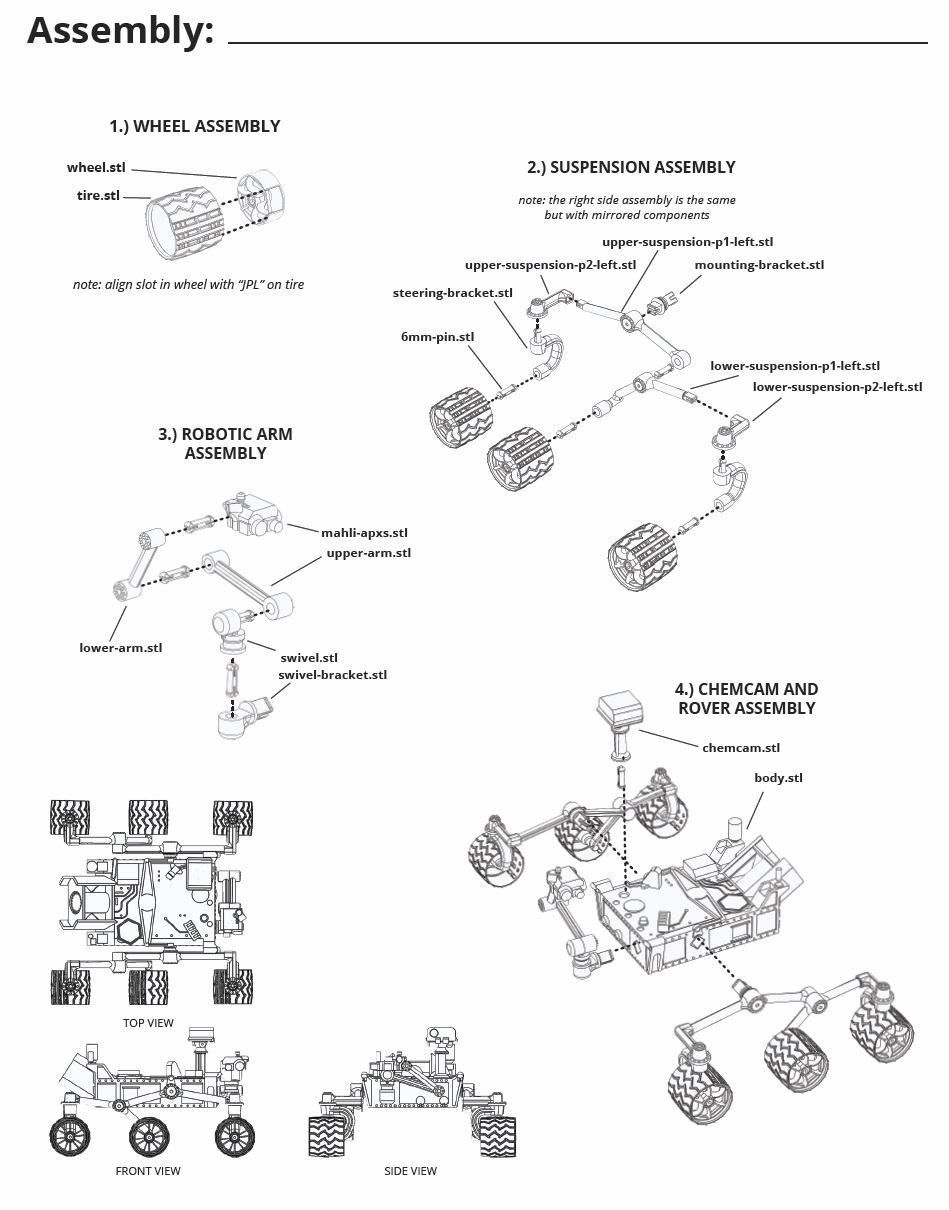 Assembly:
1.) WHEEL ASSEMBLY
wheel.stl
tire.stl
note: align slot in wheel with “JPL” on tire
2.) SUSPENSION ASSEMBLY
note: the right side assembly is the same
but with mirrored components
upper-suspension-p1-left.stl
upper-suspension-p2-left.stl
mounting-bracket.stl
steering-bracket.stl
6mm-pin.stl
lower-suspension-p1-left.stl
lower-suspension-p2-left.stl
3.) ROBOTIC ARM
ASSEMBLY
mahli-apxs.stl
upper-arm.stl
lower-arm.stl
swivel.stl
swivel-bracket.stl
4.) CHEMCAM AND
ROVER ASSEMBLY
chemcam.stl
body.stl
TOP VIEW
FRONT VIEW
SIDE VIEW